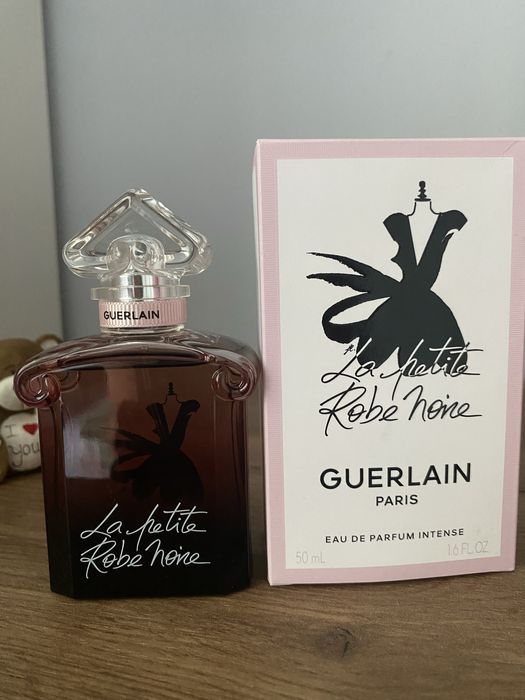 GUERLAIN
La petite
Robe noire
I
you
La petite
Robe noire
GUERLAIN
PARIS
EAU DE PARFUM INTENSE
50 mL
1.6 FL.OZ